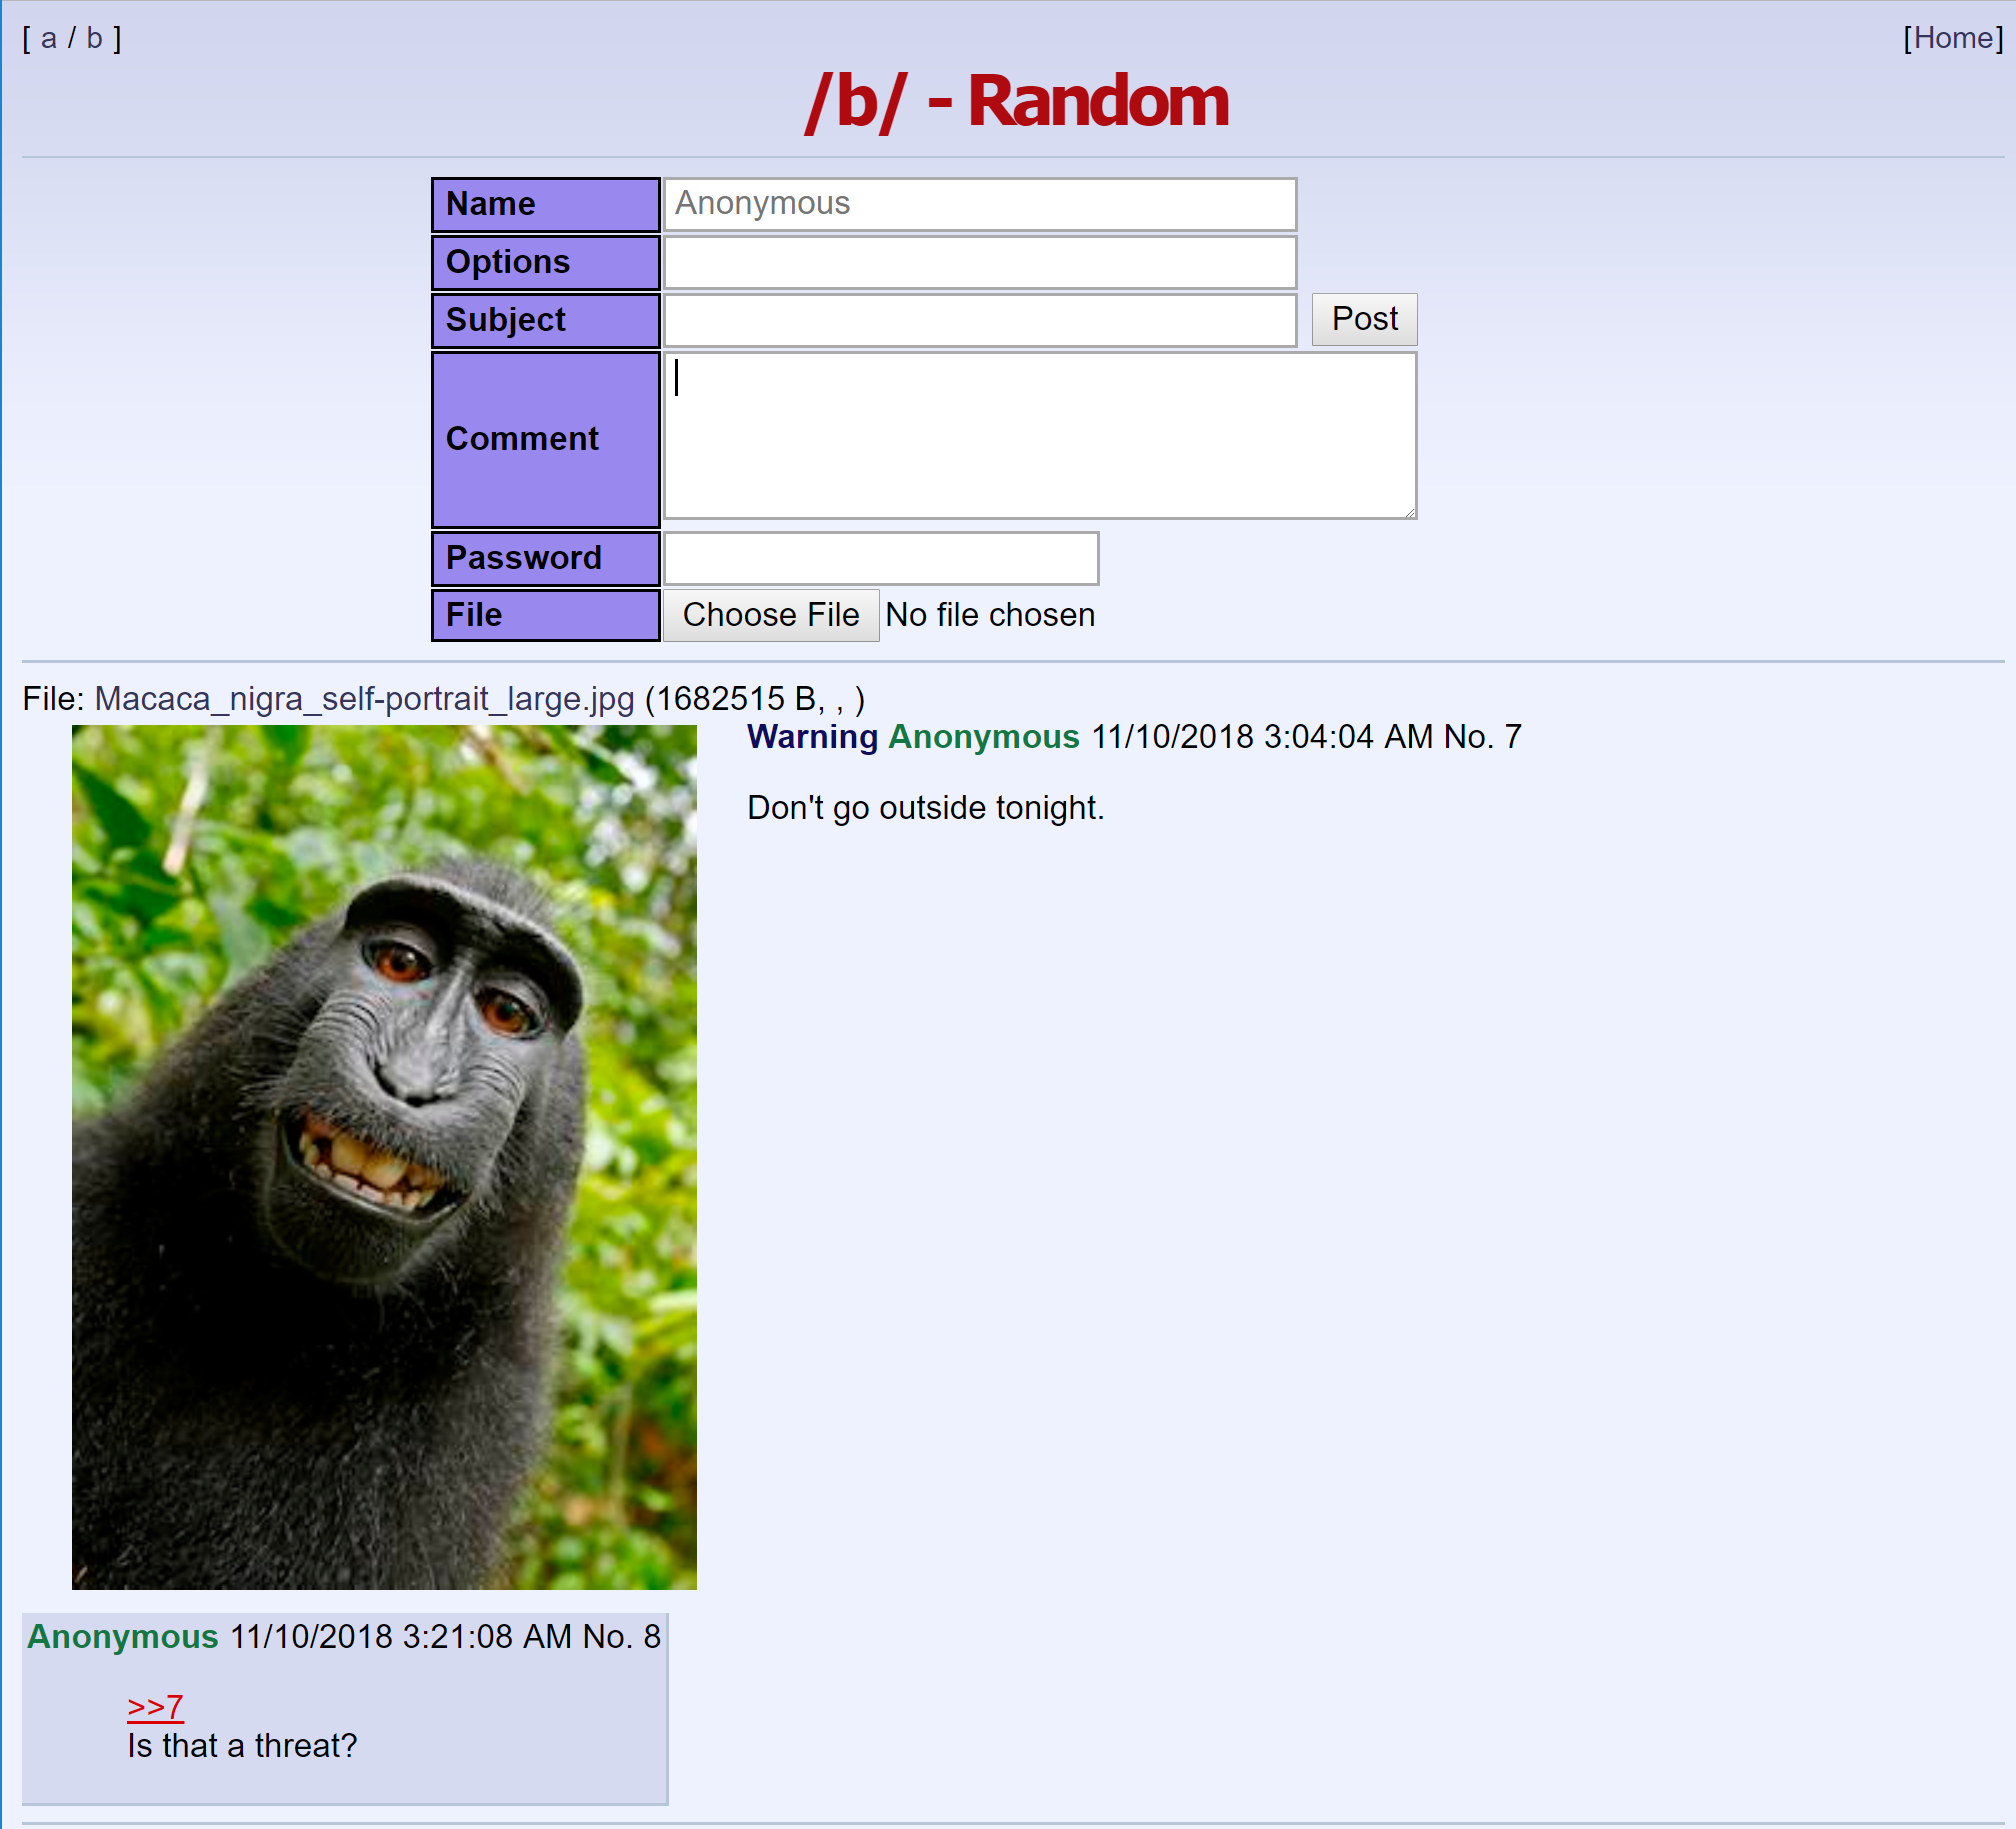 [ a / b ]
[Home]
/b/ - Random
Name
Anonymous
Options
Subject
Post
Comment
Password
File
Choose File No file chosen
File: Macaca_nigra_self-portrait_large.jpg (1682515 B, , )
Warning Anonymous 11/10/2018 3:04:04 AM No. 7
Don't go outside tonight.
Anonymous 11/10/2018 3:21:08 AM No. 8
>>7
Is that a threat?